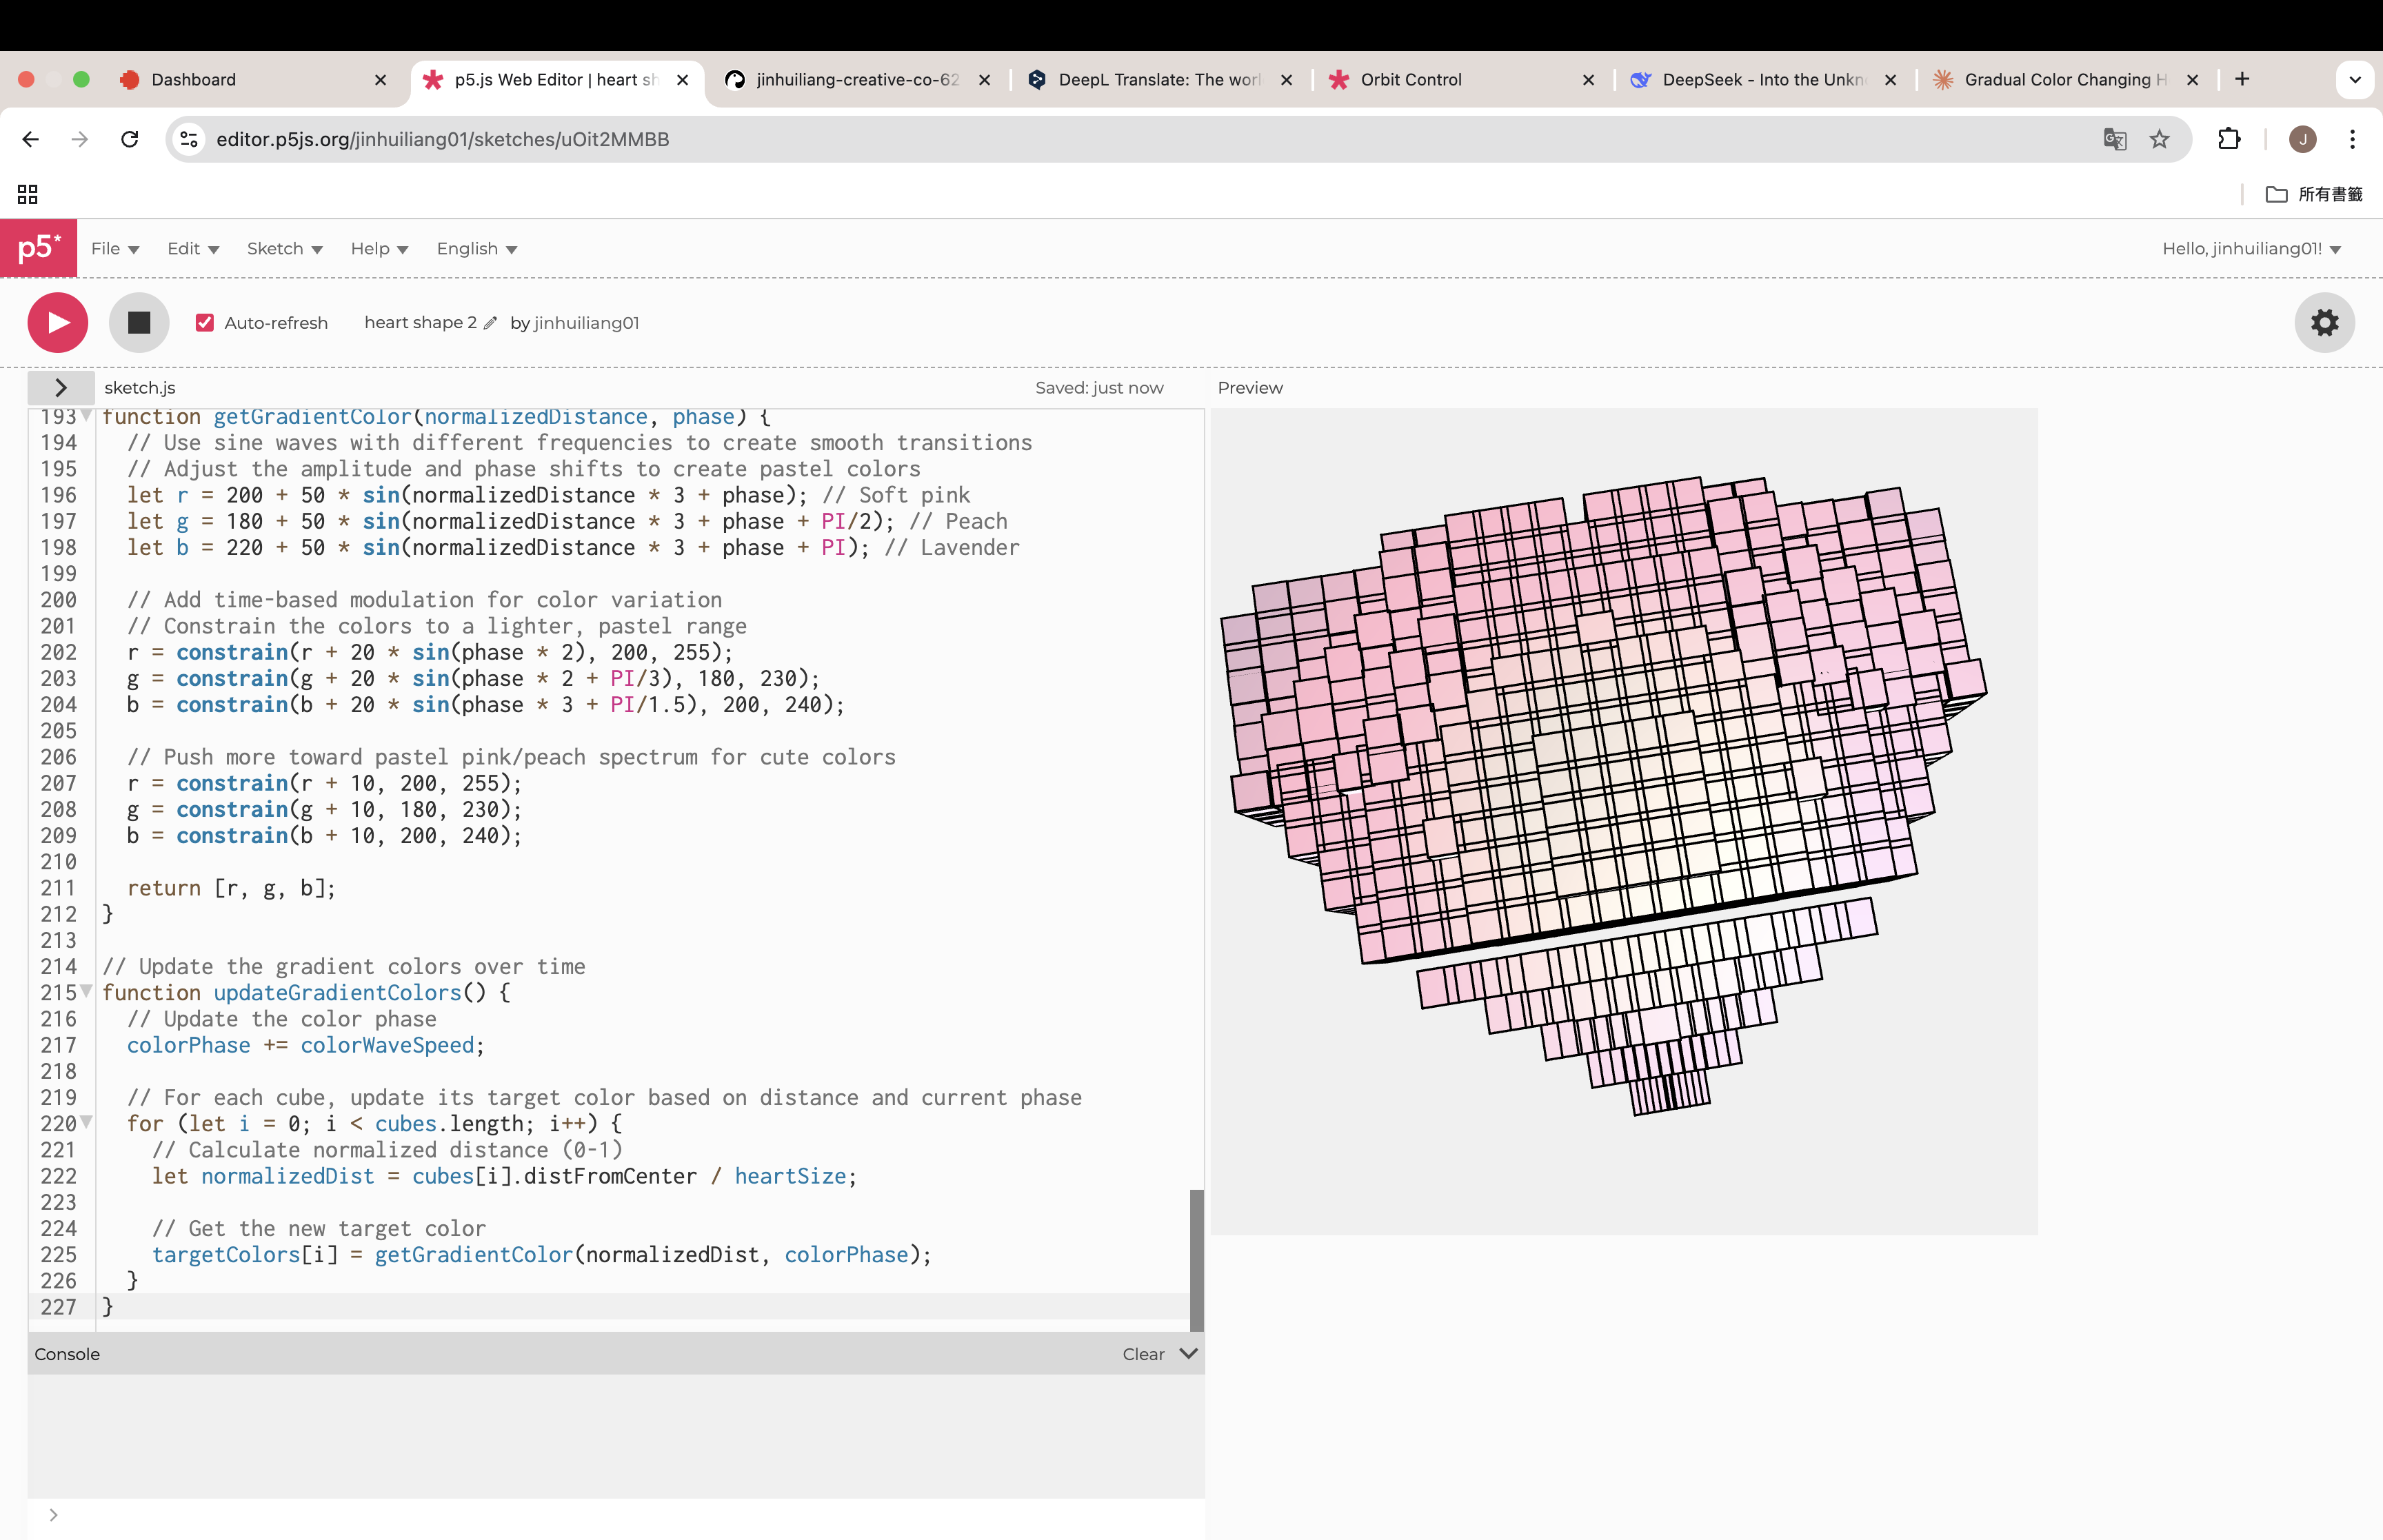 Dashboard
p5.js Web Editor | heart sh
jinhuiliang-creative-co-62
DeepL Translate: The worl
Orbit Control
DeepSeek - Into the Unkn
Gradual Color Changing H
editor.p5js.org/jinhuiliang01/sketches/uOit2MMBB
J
所有書籤
p5*
File
Edit
Sketch
Help
English
Hello, jinhuiliang01!
Auto-refresh
heart shape 2
by jinhuiliang01
sketch.js
Saved: just now
Preview
193 function getGradientColor(normalizedDistance, phase) {
194 // Use sine waves with different frequencies to create smooth transitions
195 // Adjust the amplitude and phase shifts to create pastel colors
196 let r = 200 + 50 * sin(normalizedDistance * 3 + phase); // Soft pink
197 let g = 180 + 50 * sin(normalizedDistance * 3 + phase + PI/2); // Peach
198 let b = 220 + 50 * sin(normalizedDistance * 3 + phase + PI); // Lavender
199
200 // Add time-based modulation for color variation
201 // Constrain the colors to a lighter, pastel range
202 r = constrain(r + 20 * sin(phase * 2), 200, 255);
203 g = constrain(g + 20 * sin(phase * 2 + PI/3), 180, 230);
204 b = constrain(b + 20 * sin(phase * 3 + PI/1.5), 200, 240);
205
206 // Push more toward pastel pink/peach spectrum for cute colors
207 r = constrain(r + 10, 200, 255);
208 g = constrain(g + 10, 180, 230);
209 b = constrain(b + 10, 200, 240);
210
211 return [r, g, b];
212 }
213
214 // Update the gradient colors over time
215 function updateGradientColors() {
216 // Update the color phase
217 colorPhase += colorWaveSpeed;
218
219 // For each cube, update its target color based on distance and current phase
220 for (let i = 0; i < cubes.length; i++) {
221 // Calculate normalized distance (0-1)
222 let normalizedDist = cubes[i].distFromCenter / heartSize;
223
224 // Get the new target color
225 targetColors[i] = getGradientColor(normalizedDist, colorPhase);
226 }
227 }
Console
Clear